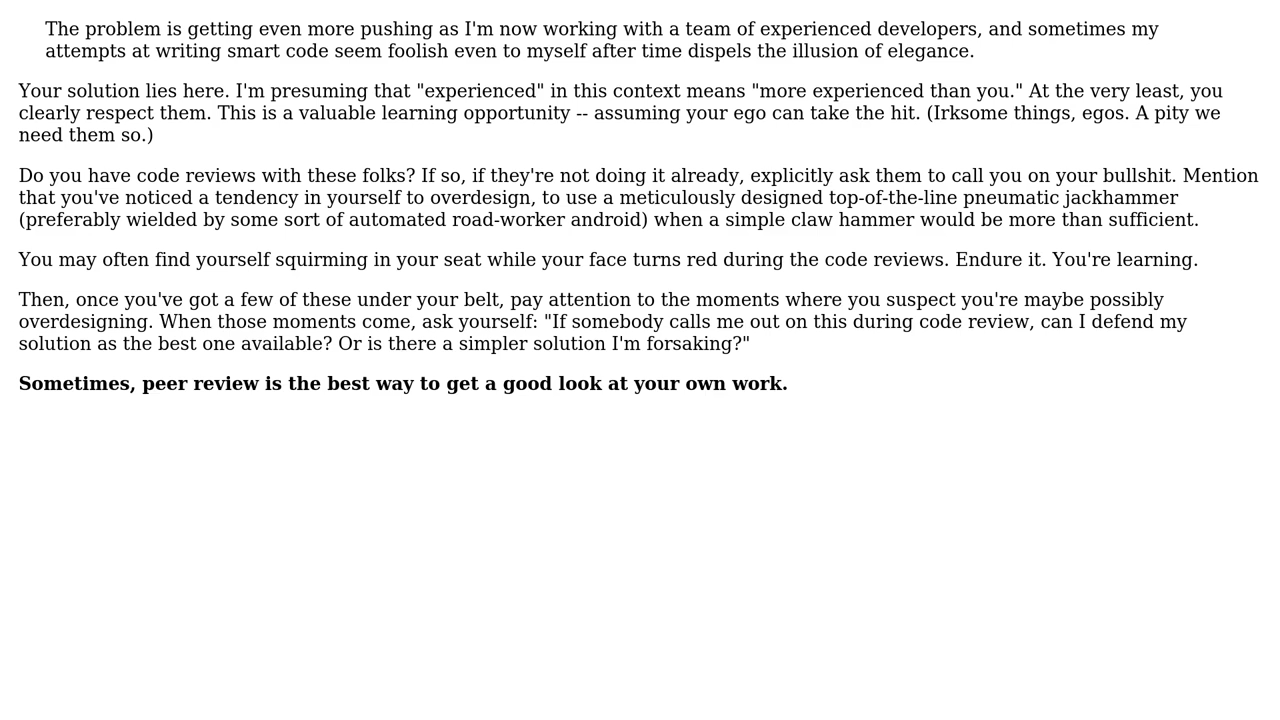 The problem is getting even more pushing as I'm now working with a team of experienced developers, and sometimes my
attempts at writing smart code seem foolish even to myself after time dispels the illusion of elegance.
Your solution lies here. I'm presuming that "experienced" in this context means "more experienced than you." At the very least, you
clearly respect them. This is a valuable learning opportunity -- assuming your ego can take the hit. (Irksome things, egos. A pity we
need them so.)
Do you have code reviews with these folks? If so, if they're not doing it already, explicitly ask them to call you on your bullshit. Mention
that you've noticed a tendency in yourself to overdesign, to use a meticulously designed top-of-the-line pneumatic jackhammer
(preferably wielded by some sort of automated road-worker android) when a simple claw hammer would be more than sufficient.
You may often find yourself squirming in your seat while your face turns red during the code reviews. Endure it. You're learning.
Then, once you've got a few of these under your belt, pay attention to the moments where you suspect you're maybe possibly
overdesigning. When those moments come, ask yourself: "If somebody calls me out on this during code review, can I defend my
solution as the best one available? Or is there a simpler solution I'm forsaking?"
Sometimes, peer review is the best way to get a good look at your own work.